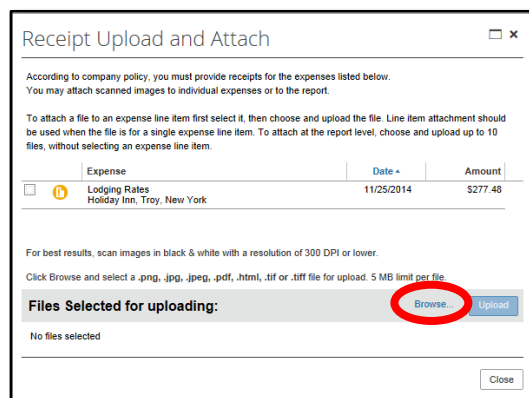 Receipt Upload and Attach
According to company policy, you must provide receipts for the expenses listed below.
You may attach scanned images to individual expenses or to the report.
To attach a file to an expense line item first select it, then choose and upload the file. Line item attachment should
be used when the file is for a single expense line item. To attach at the report level, choose and upload up to 10
files, without selecting an expense line item.
Expense Date Amount
Lodging Rates 11/25/2014 $277.48
Holiday Inn, Troy, New York
For best results, scan images in black & white with a resolution of 300 DPI or lower.
Click Browse and select a .png, .jpg, .jpeg, .pdf, .html, .tif or .tiff file for upload. 5 MB limit per file.
Files Selected for uploading: Browse... Upload
No files selected
Close